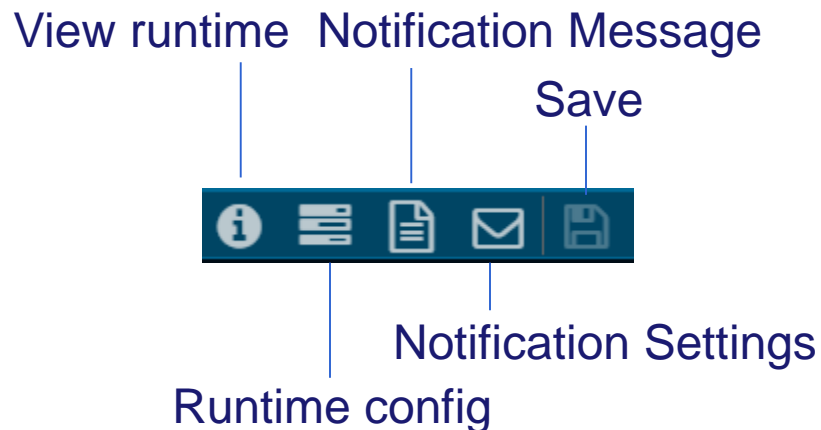 View runtime Notification Message
Save
Notification Settings
Runtime config